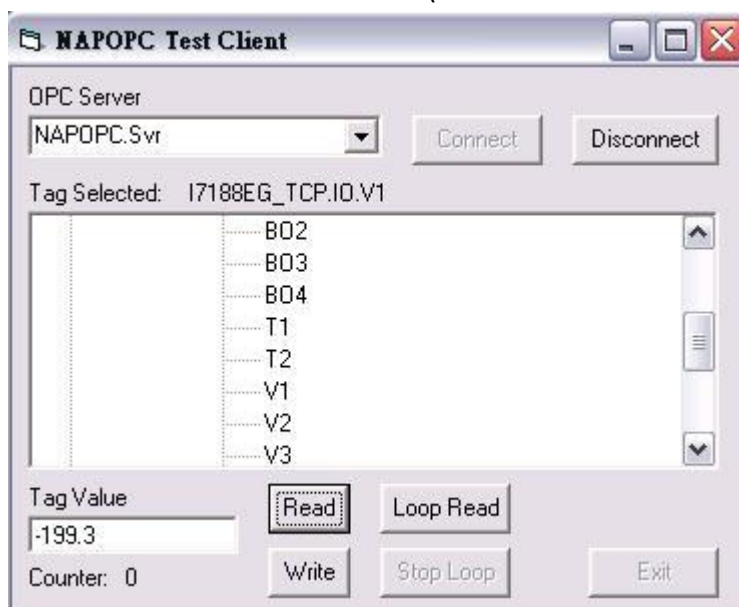 NAPOPC Test Client
OPC Server
NAPOPC.Svr Connect Disconnect
Tag Selected: I7188EG_TCP.IO.V1
BO2
BO3
BO4
T1
T2
V1
V2
V3
Tag Value
Read Loop Read
-199.3
Counter: 0 Write Stop Loop Exit